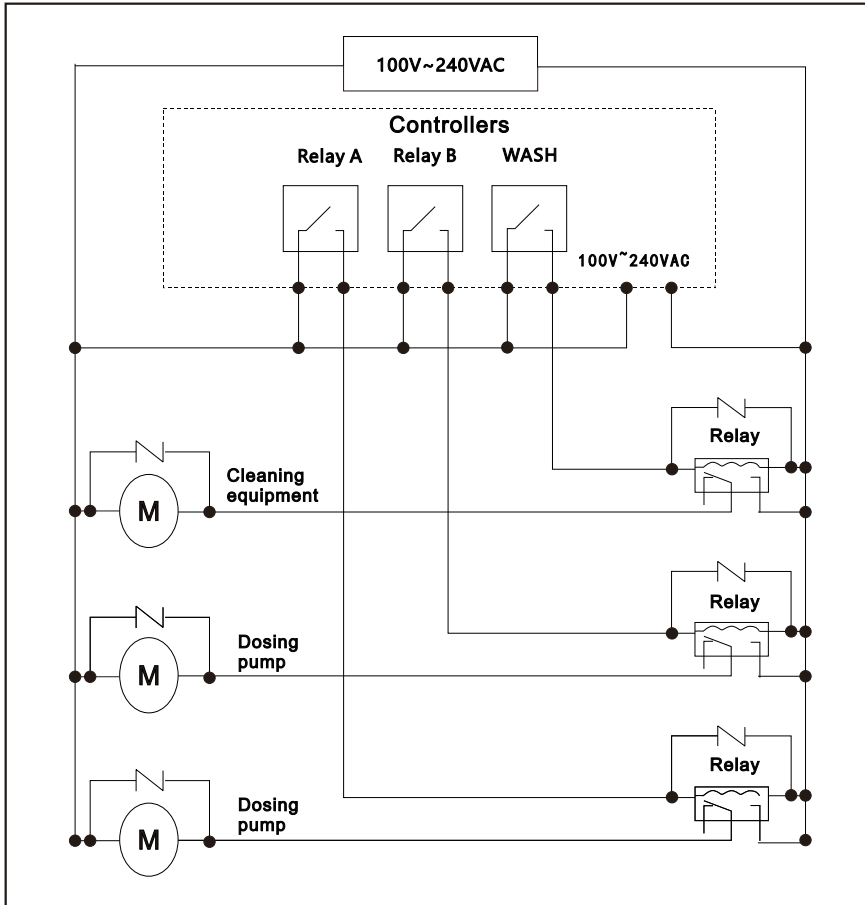 100V~240VAC
Controllers
Relay A
Relay B
WASH
100V~240VAC
Relay
Cleaning
equipment
M
Relay
Dosing
pump
M
Relay
Dosing
pump
M